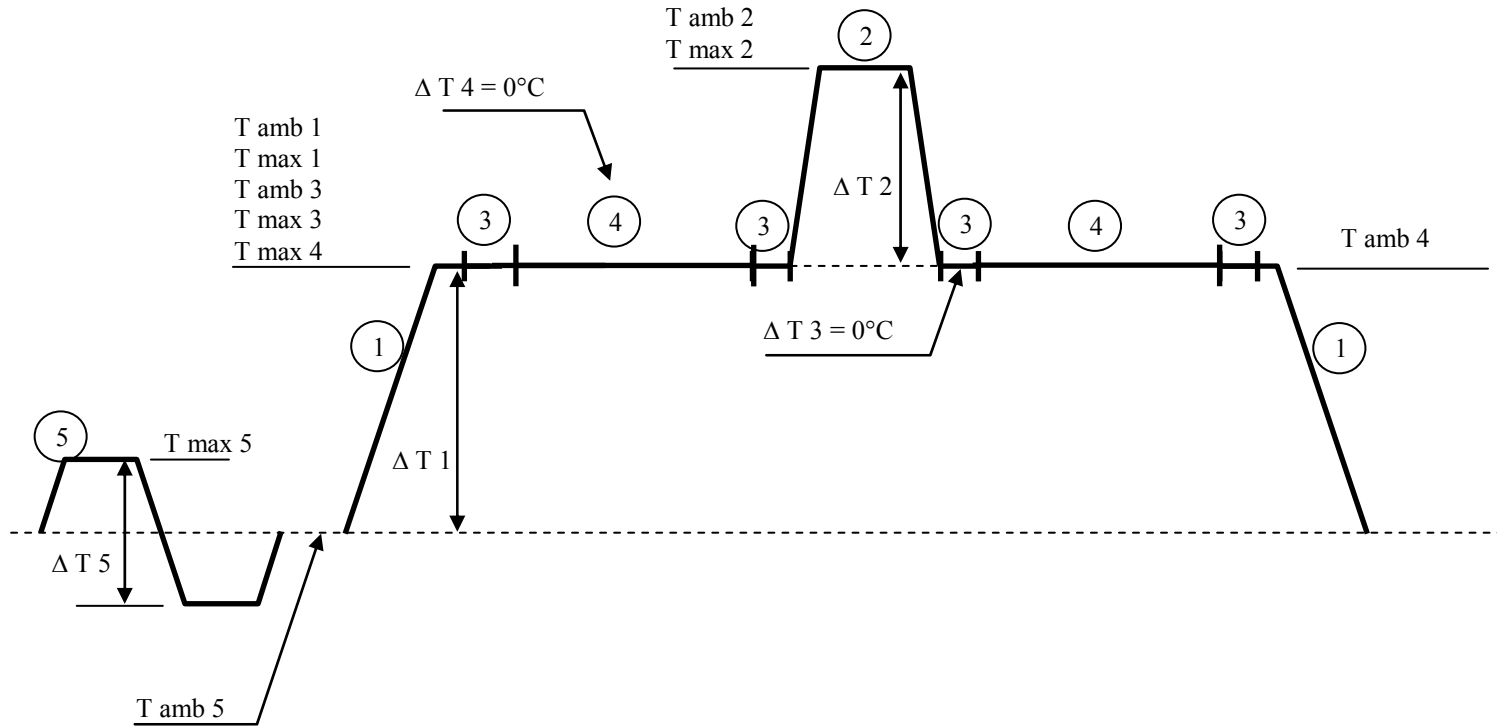 T amb 2
T max 2
2
Δ T 4 = 0°C
T amb 1
T max 1
T amb 3
T max 3
T max 4
3
4
3
Δ T 2
3
4
3
T amb 4
1
Δ T 3 = 0°C
1
5
T max 5
Δ T 1
Δ T 5
T amb 5